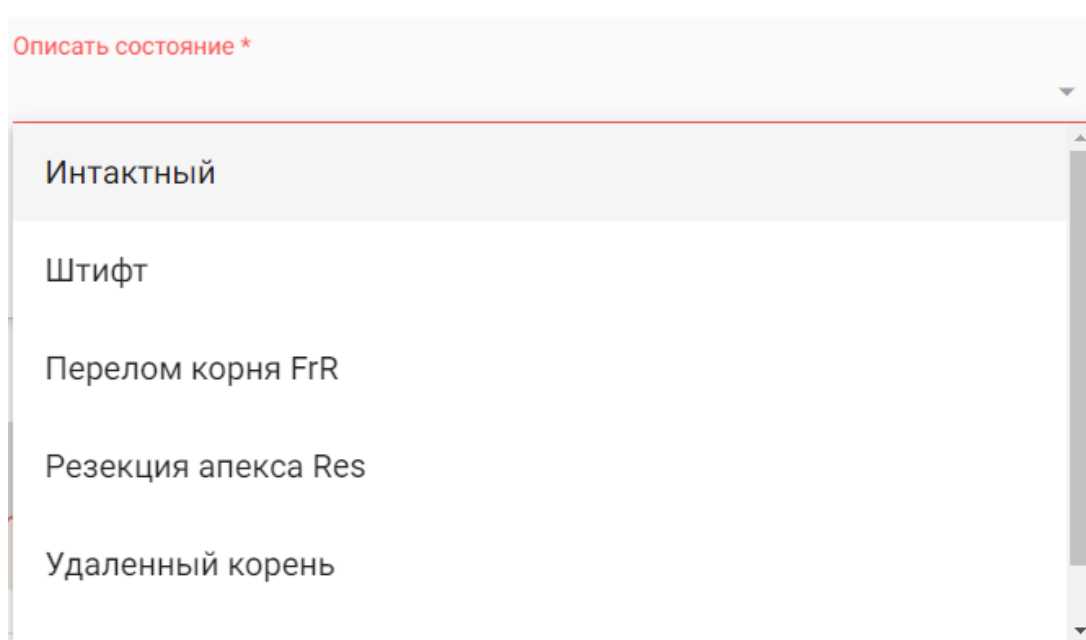 Описать состояние *
Интактный
Штифт
Перелом корня FrR
Резекция апекса Res
Удаленный корень